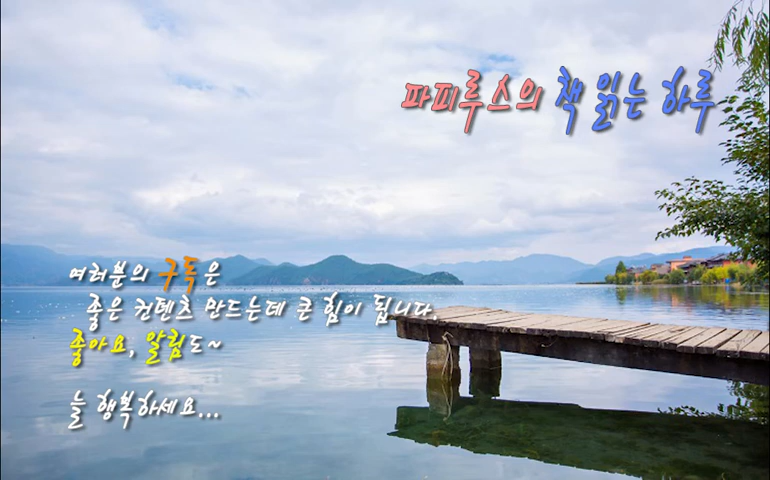 파피루스의 책 읽는 하루
여러분의 구독은
좋은 컨텐츠 만드는데 큰 힘이 됩니다.
좋아요, 알림도~
늘 행복하세요...